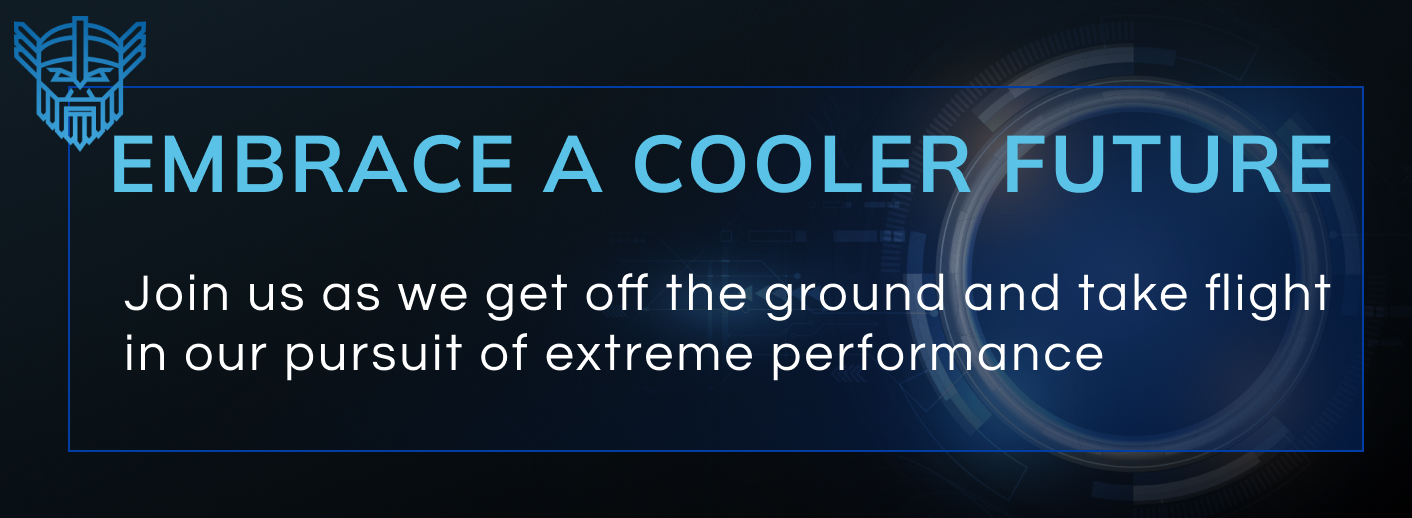 EMBRACE A COOLER FUTURE
Join us as we get off the ground and take flight
in our pursuit of extreme performance